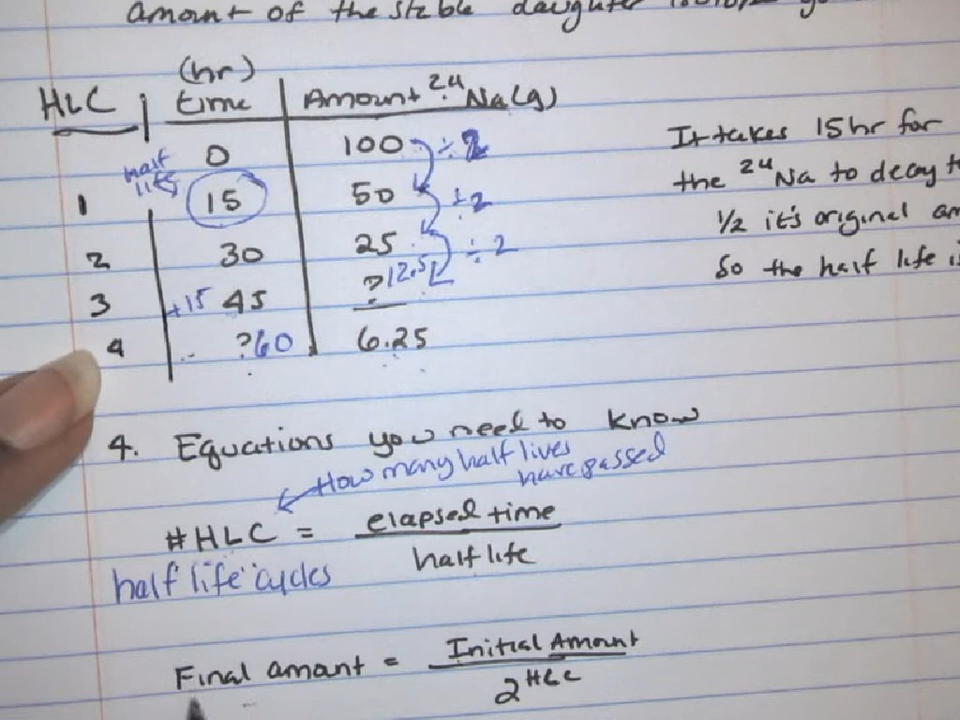 amount of the stable daughter
(hr)
HLC time Amount ²⁴Na(g)
0 100 ÷2
half life
1 15 50 ÷2
2 30 25 ÷2
3 +15 45 ? 12.5
4 ?60 6.25
It takes 15hr for
the ²⁴Na to decay
1/2 it's original
So the half life
4. Equations you need to know
How many half lives
have passed
#HLC = elapsed time
half life
half life cycles
Final amant = Initial Amount
2ᴴᴸᶜ